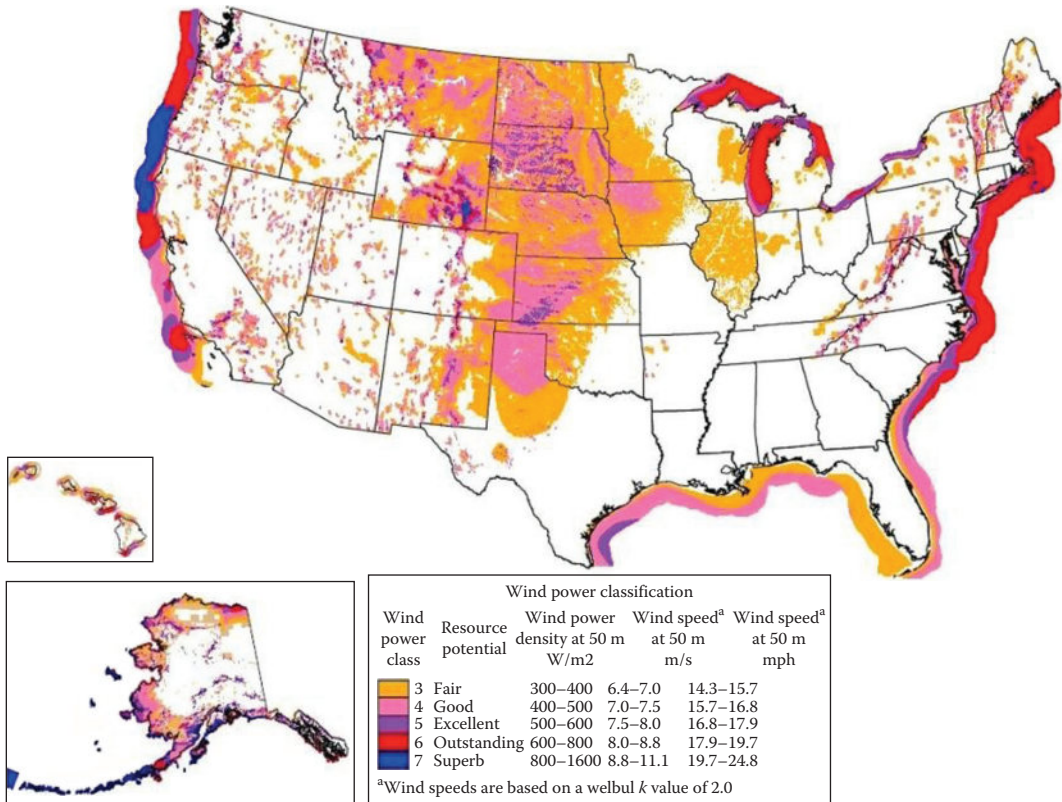 Wind power classification
Wind power class Resource potential Wind power density at 50 m W/m2 Wind speedᵃ at 50 m m/s Wind speedᵃ at 50 m mph
3 Fair 300–400 6.4–7.0 14.3–15.7
4 Good 400–500 7.0–7.5 15.7–16.8
5 Excellent 500–600 7.5–8.0 16.8–17.9
6 Outstanding 600–800 8.0–8.8 17.9–19.7
7 Superb 800–1600 8.8–11.1 19.7–24.8
ᵃWind speeds are based on a welbul k value of 2.0